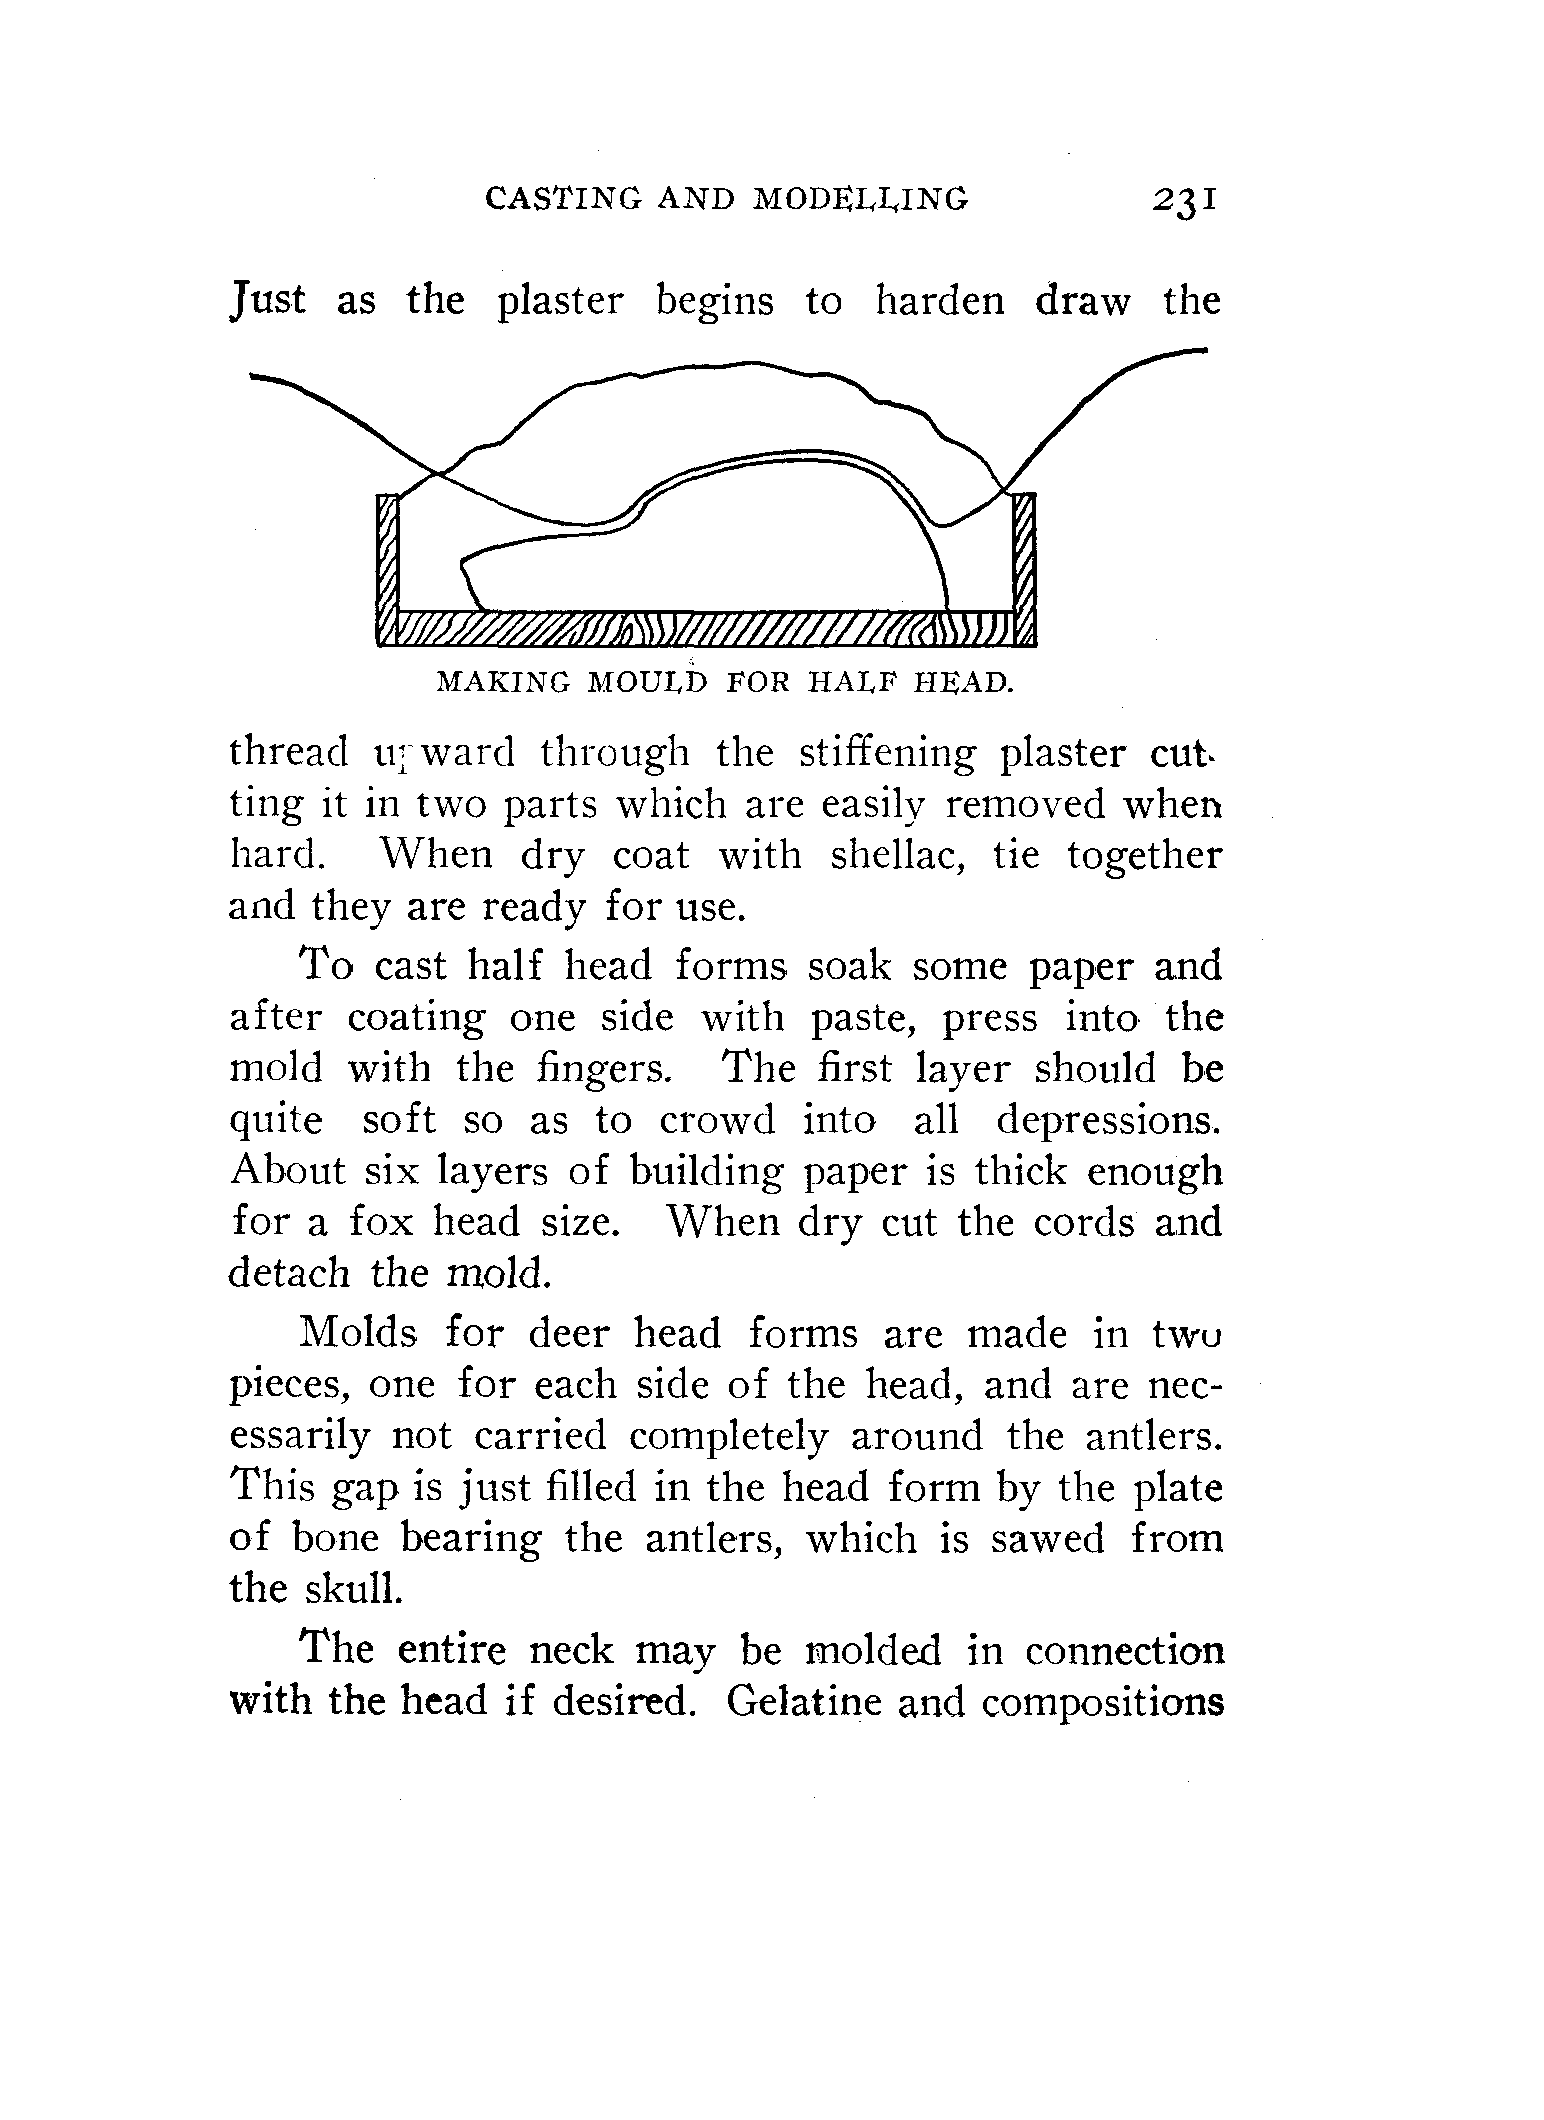 CASTING AND MODELLING 231
Just as the plaster begins to harden draw the
MAKING MOULD FOR HALF HEAD.
thread upward through the stiffening plaster cut-
ting it in two parts which are easily removed when
hard. When dry coat with shellac, tie together
and they are ready for use.
To cast half head forms soak some paper and
after coating one side with paste, press into the
mold with the fingers. The first layer should be
quite soft so as to crowd into all depressions.
About six layers of building paper is thick enough
for a fox head size. When dry cut the cords and
detach the mold.
Molds for deer head forms are made in two
pieces, one for each side of the head, and are nec-
essarily not carried completely around the antlers.
This gap is just filled in the head form by the plate
of bone bearing the antlers, which is sawed from
the skull.
The entire neck may be molded in connection
with the head if desired. Gelatine and compositions